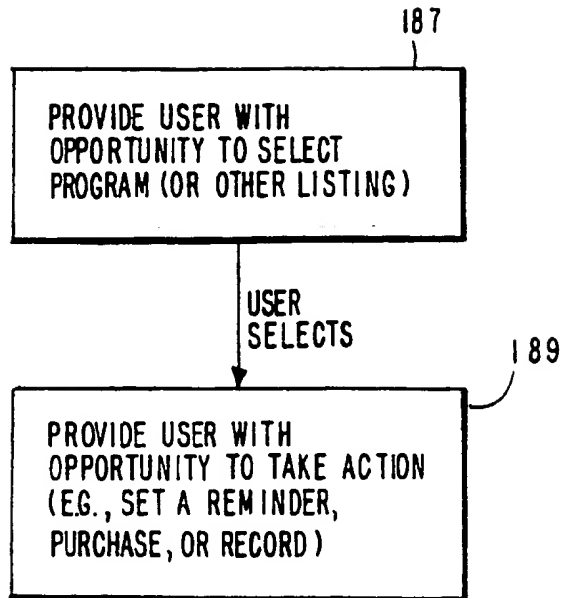 187
PROVIDE USER WITH
OPPORTUNITY TO SELECT
PROGRAM (OR OTHER LISTING)
USER
SELECTS
189
PROVIDE USER WITH
OPPORTUNITY TO TAKE ACTION
(E.G., SET A REMINDER,
PURCHASE, OR RECORD)